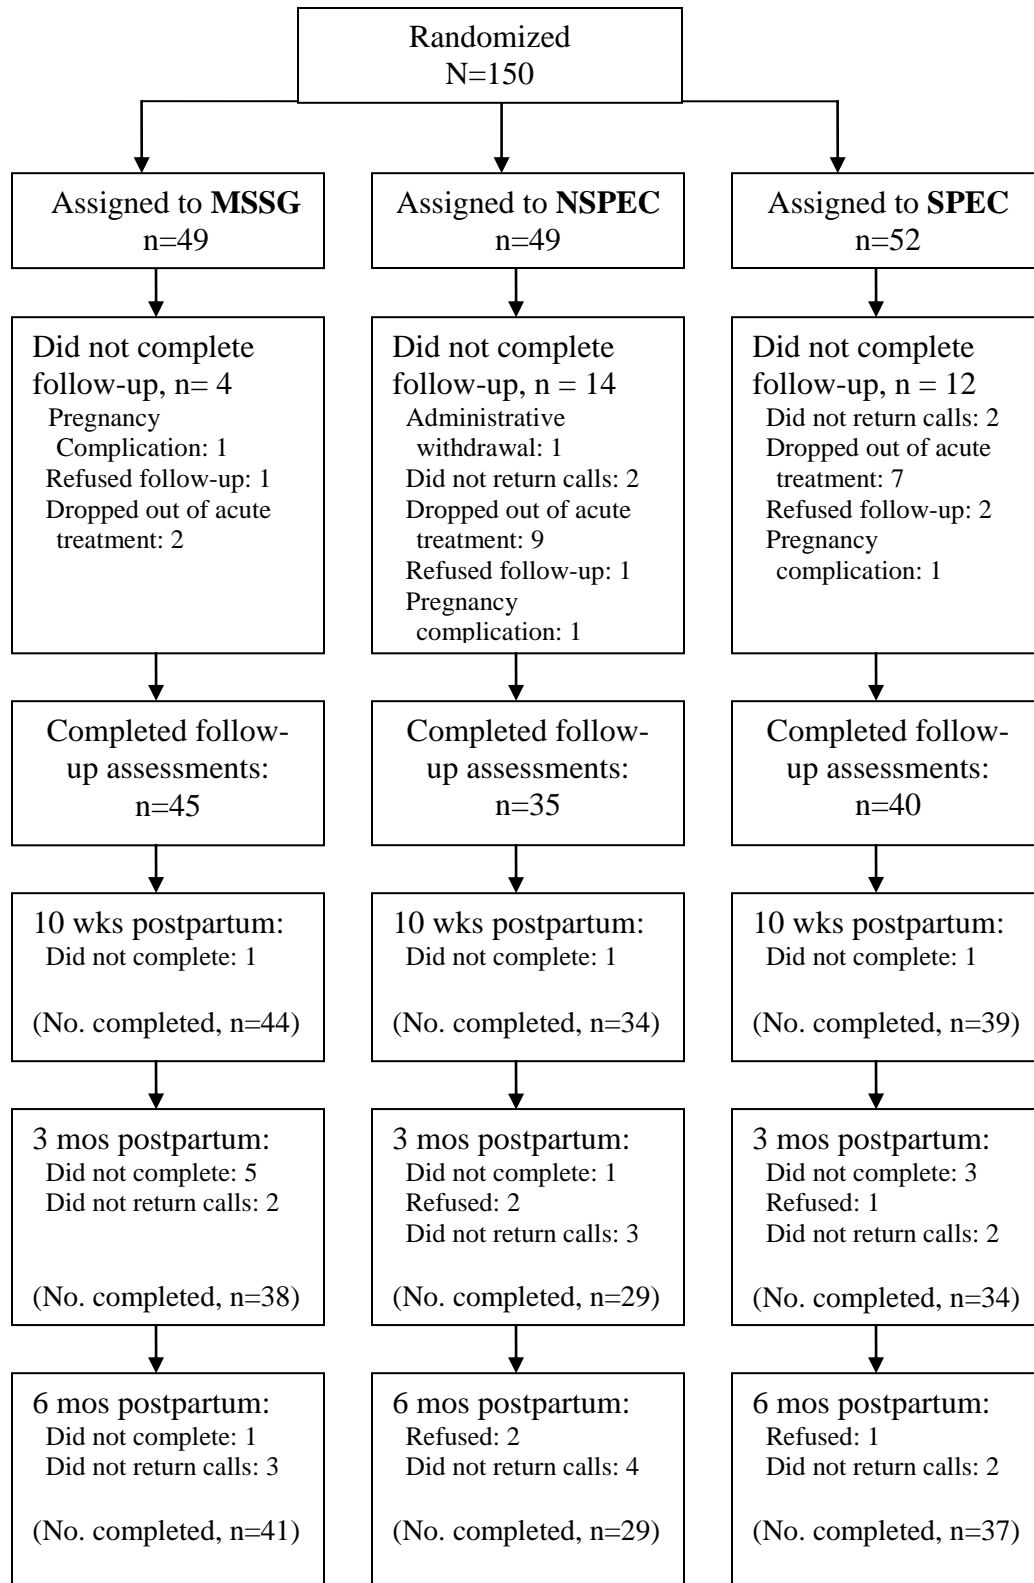 Randomized
N=150
Assigned to MSSG
n=49
Assigned to NSPEC
n=49
Assigned to SPEC
n=52
Did not complete
follow-up, n= 4
Pregnancy
Complication: 1
Refused follow-up: 1
Dropped out of acute
treatment: 2
Did not complete
follow-up, n = 14
Administrative
withdrawal: 1
Did not return calls: 2
Dropped out of acute
treatment: 9
Refused follow-up: 1
Pregnancy
complication: 1
Did not complete
follow-up, n = 12
Did not return calls: 2
Dropped out of acute
treatment: 7
Refused follow-up: 2
Pregnancy
complication: 1
Completed follow-
up assessments:
n=45
Completed follow-
up assessments:
n=35
Completed follow-
up assessments:
n=40
10 wks postpartum:
Did not complete: 1
(No. completed, n=44)
10 wks postpartum:
Did not complete: 1
(No. completed, n=34)
10 wks postpartum:
Did not complete: 1
(No. completed, n=39)
3 mos postpartum:
Did not complete: 5
Did not return calls: 2
(No. completed, n=38)
3 mos postpartum:
Did not complete: 1
Refused: 2
Did not return calls: 3
(No. completed, n=29)
3 mos postpartum:
Did not complete: 3
Refused: 1
Did not return calls: 2
(No. completed, n=34)
6 mos postpartum:
Did not complete: 1
Did not return calls: 3
(No. completed, n=41)
6 mos postpartum:
Refused: 2
Did not return calls: 4
(No. completed, n=29)
6 mos postpartum:
Refused: 1
Did not return calls: 2
(No. completed, n=37)